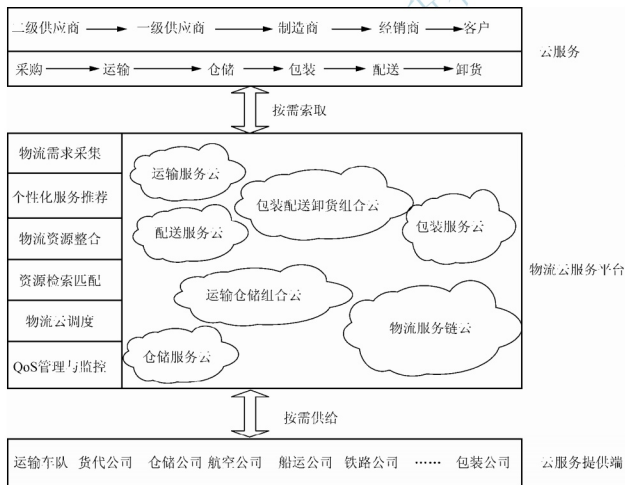 二级供应商 一级供应商 制造商 经销商 客户
采购 运输 仓储 包装 配送 卸货
云服务
按需索取
物流需求采集
个性化服务推荐
物流资源整合
资源检索匹配
物流云调度
QoS管理与监控
运输服务云
包装配送卸货组合云
配送服务云
包装服务云
运输仓储组合云
物流服务链云
仓储服务云
物流云服务平台
按需供给
运输车队 货代公司 仓储公司 航空公司 船运公司 铁路公司 …… 包装公司
云服务提供端